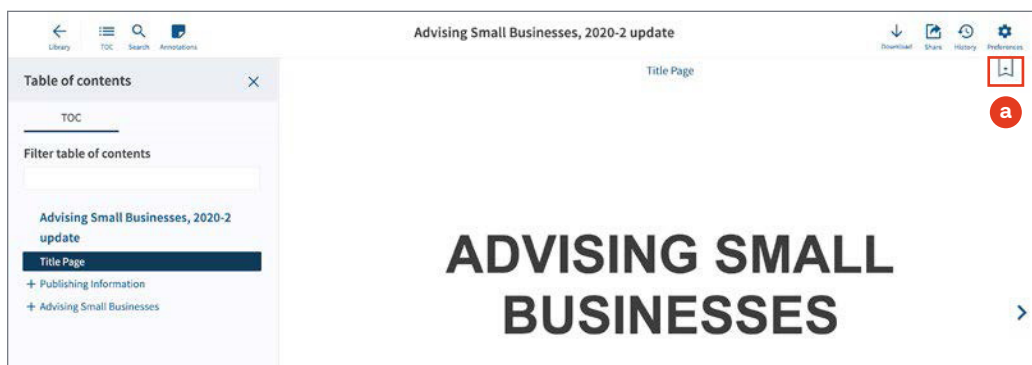 Library TOC Search Annotations
Advising Small Businesses, 2020-2 update
Download Share History Preferences
Table of contents
TOC
Filter table of contents
Advising Small Businesses, 2020-2
update
Title Page
+ Publishing Information
+ Advising Small Businesses
Title Page
a
ADVISING SMALL
BUSINESSES